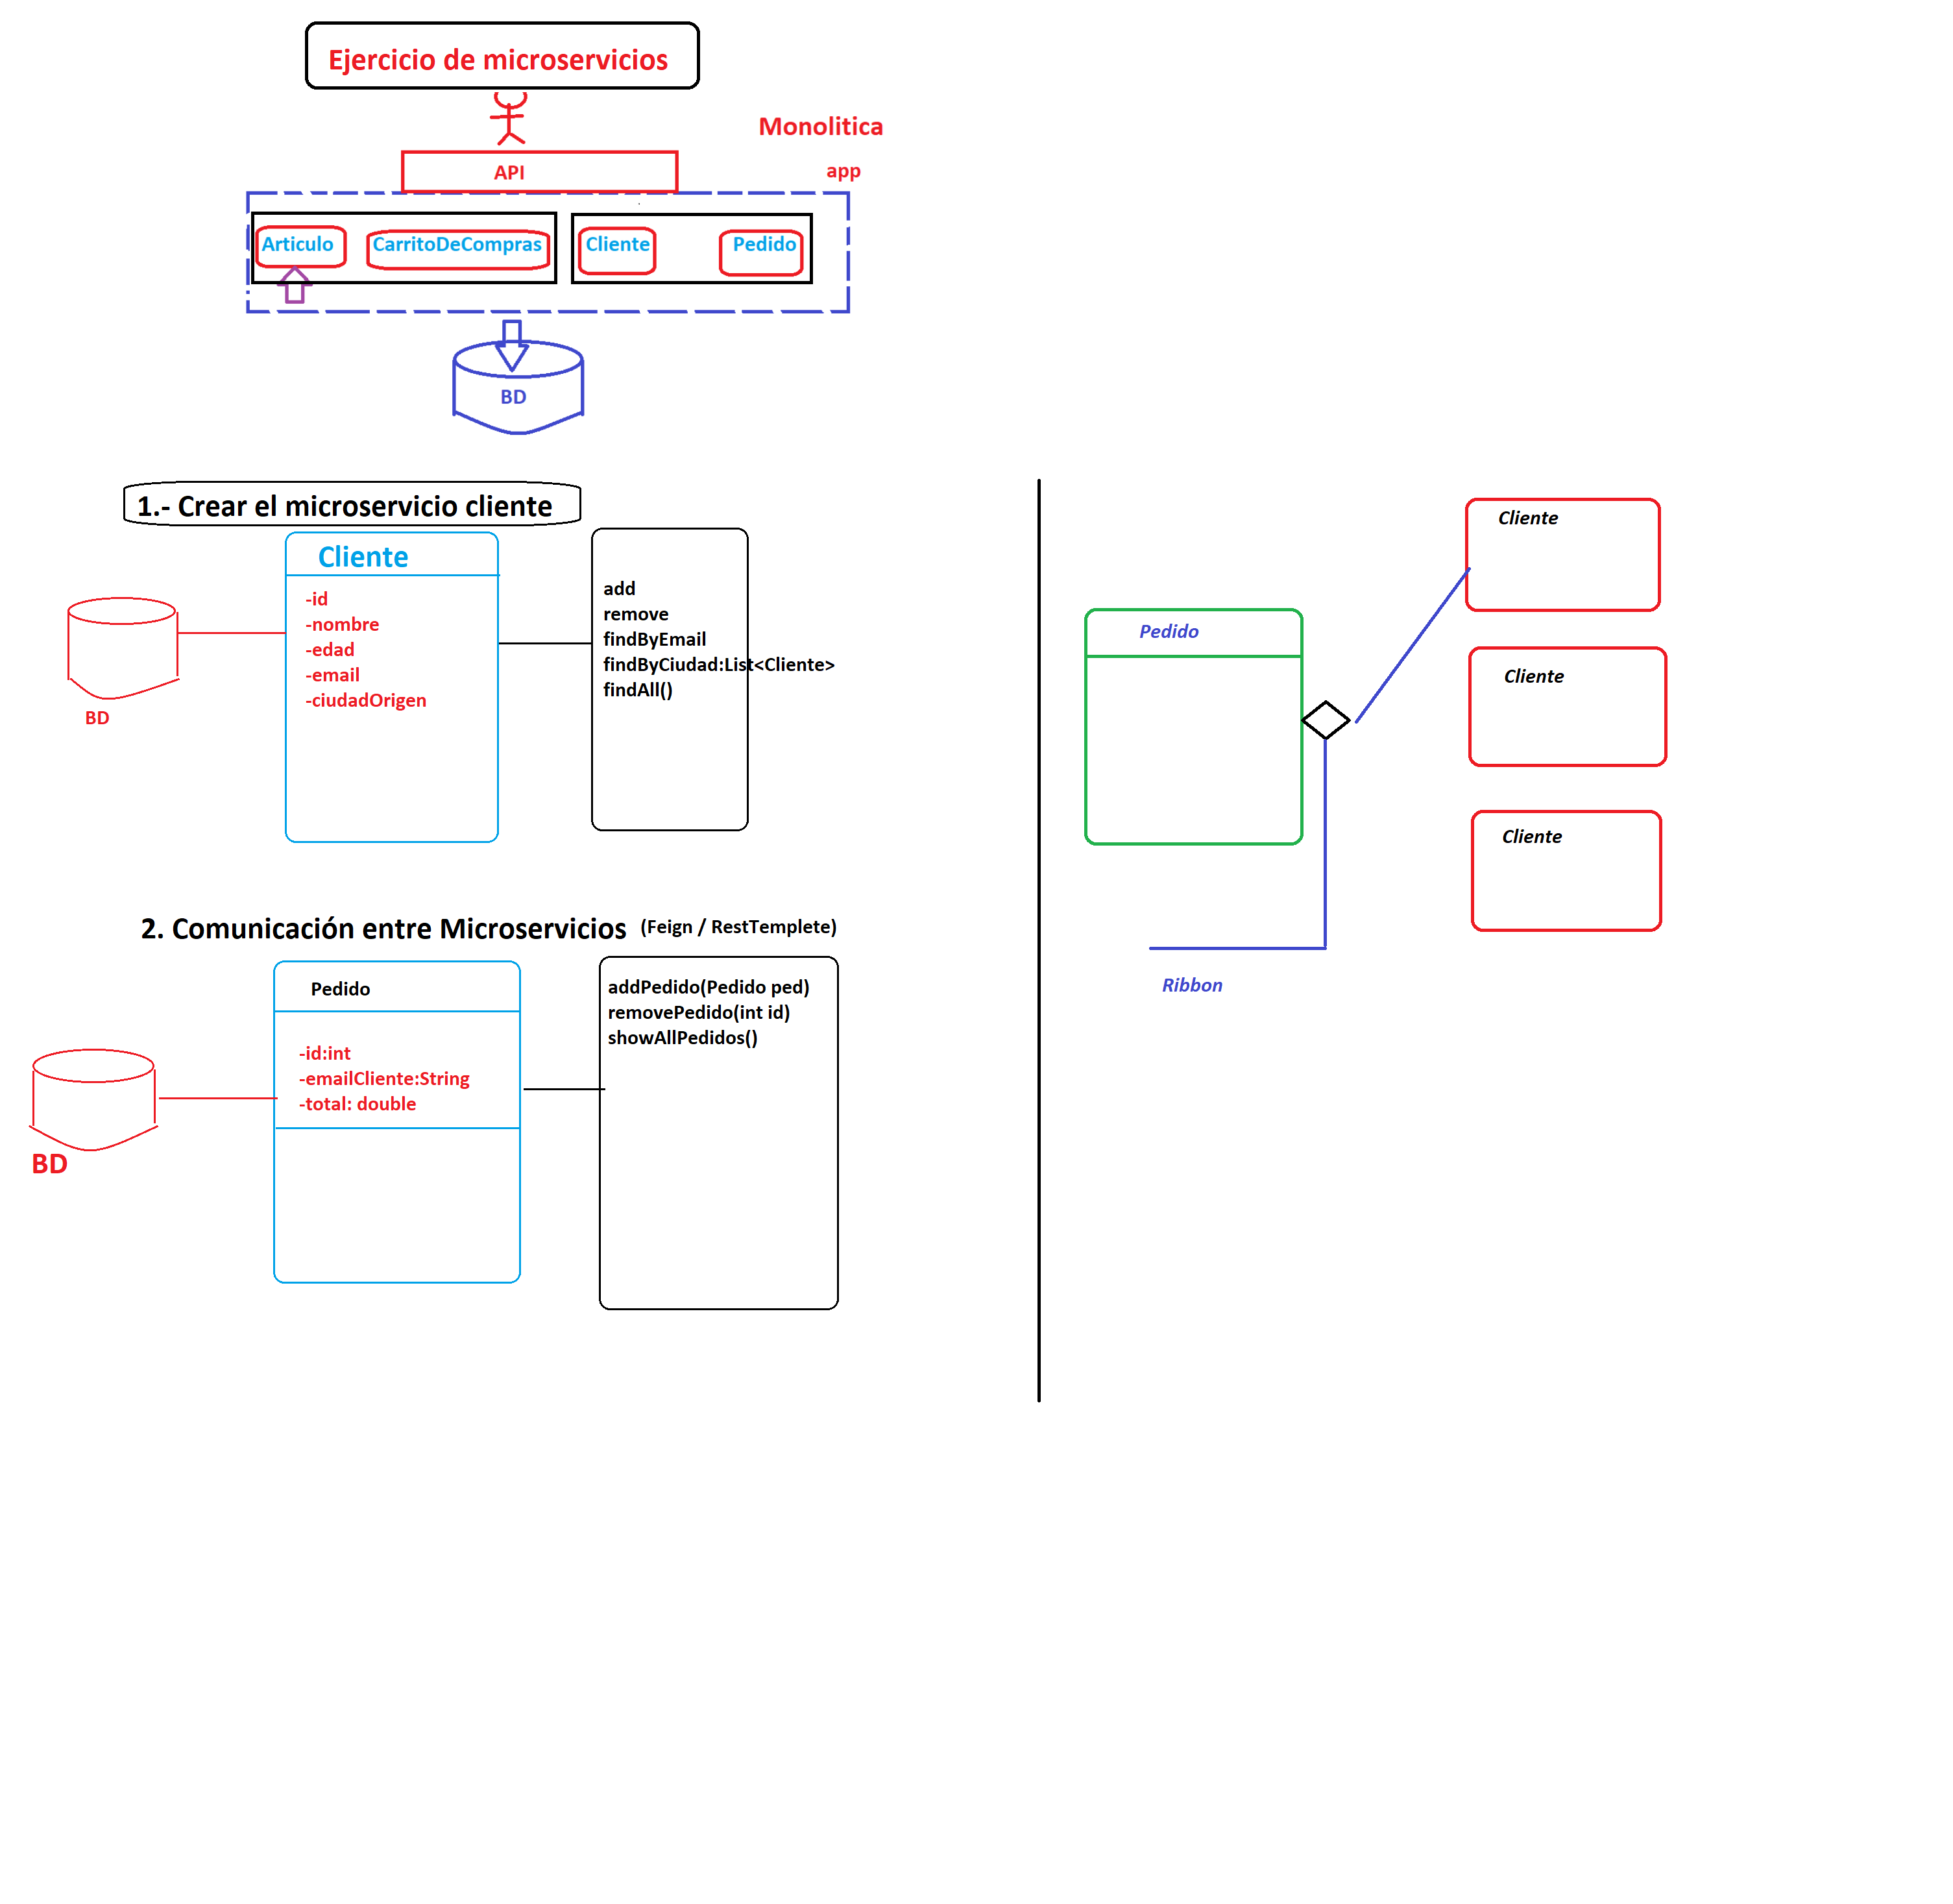 Ejercicio de microservicios
Monolitica
app
API
Articulo
CarritoDeCompras
Cliente
Pedido
BD
1.- Crear el microservicio cliente
Cliente
-id
-nombre
-edad
-email
-ciudadOrigen
BD
add
remove
findByEmail
findByCiudad:List<Cliente>
findAll()
2. Comunicación entre Microservicios (Feign / RestTemplete)
Pedido
-id:int
-emailCliente:String
-total: double
BD
addPedido(Pedido ped)
removePedido(int id)
showAllPedidos()
Pedido
Cliente
Cliente
Cliente
Ribbon